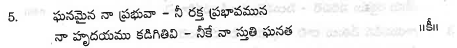 5. ఘనమైన నా ప్రభువా - నీ రక్త ప్రభావమున
నా హృదయము కడిగితివి - నీకే నా స్తుతి ఘనత ॥కీ॥